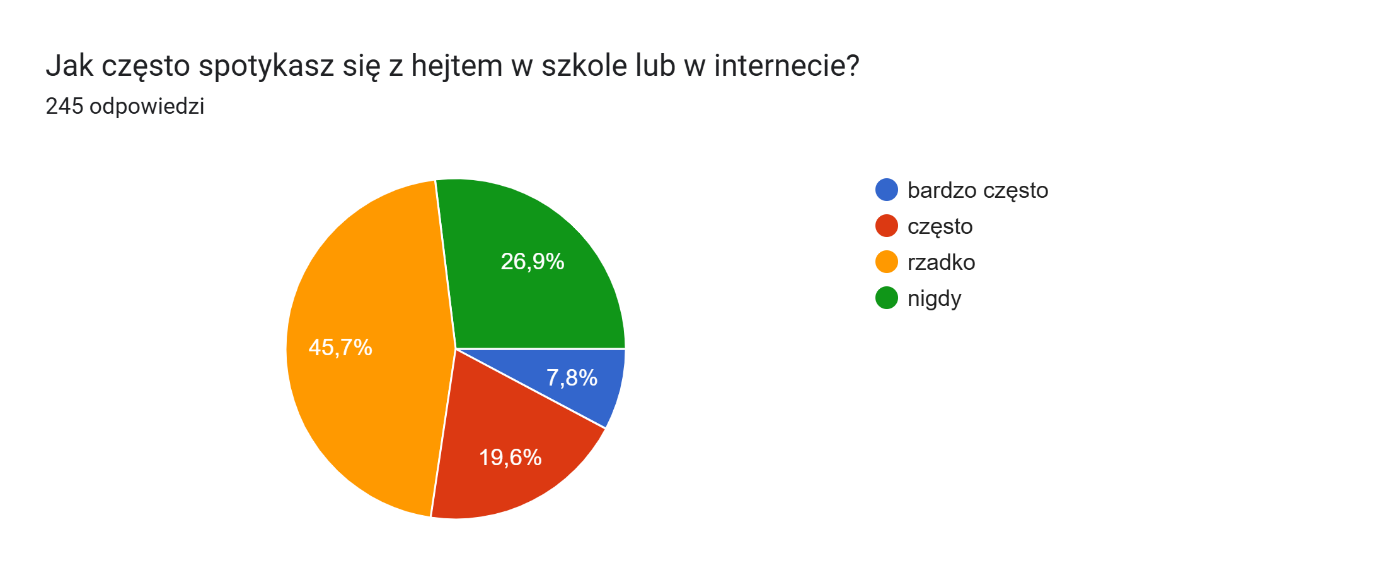 Jak często spotykasz się z hejtem w szkole lub w internecie?
245 odpowiedzi
bardzo często
często
rzadko
nigdy
26,9%
45,7%
7,8%
19,6%